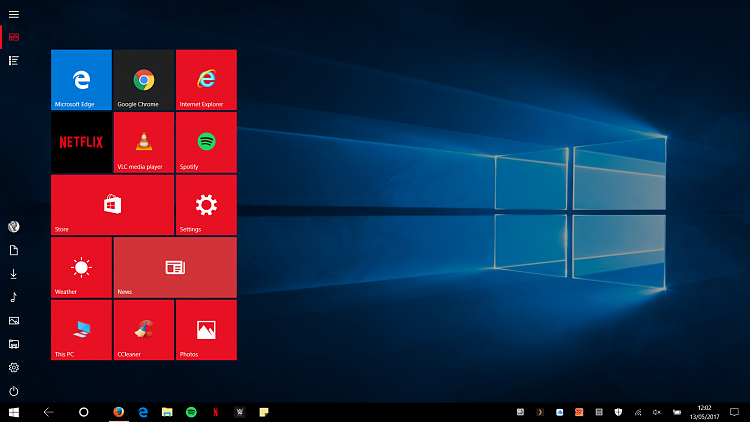 Microsoft Edge
Google Chrome
Internet Explorer
NETFLIX
VLC media player
Spotify
Store
Settings
Weather
News
This PC
CCleaner
Photos
12:02
13/05/2017